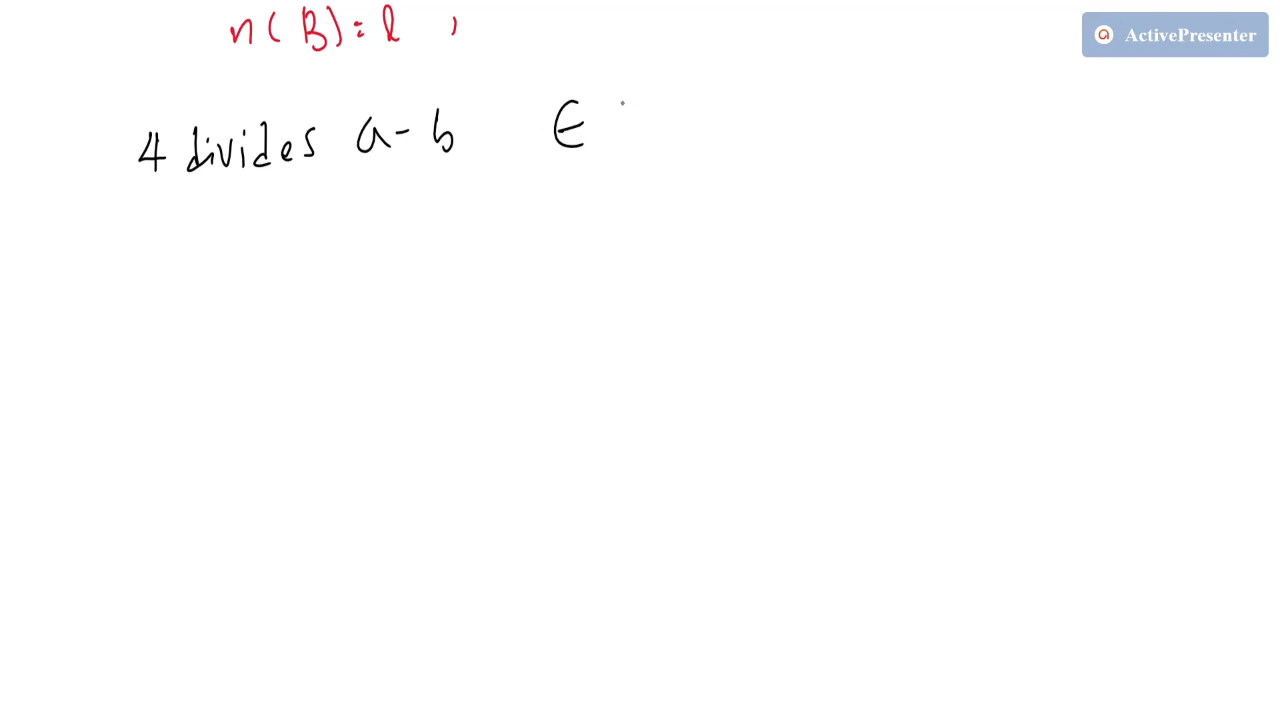 n(B)=l ,
ActivePresenter
4 divides a-b ∈